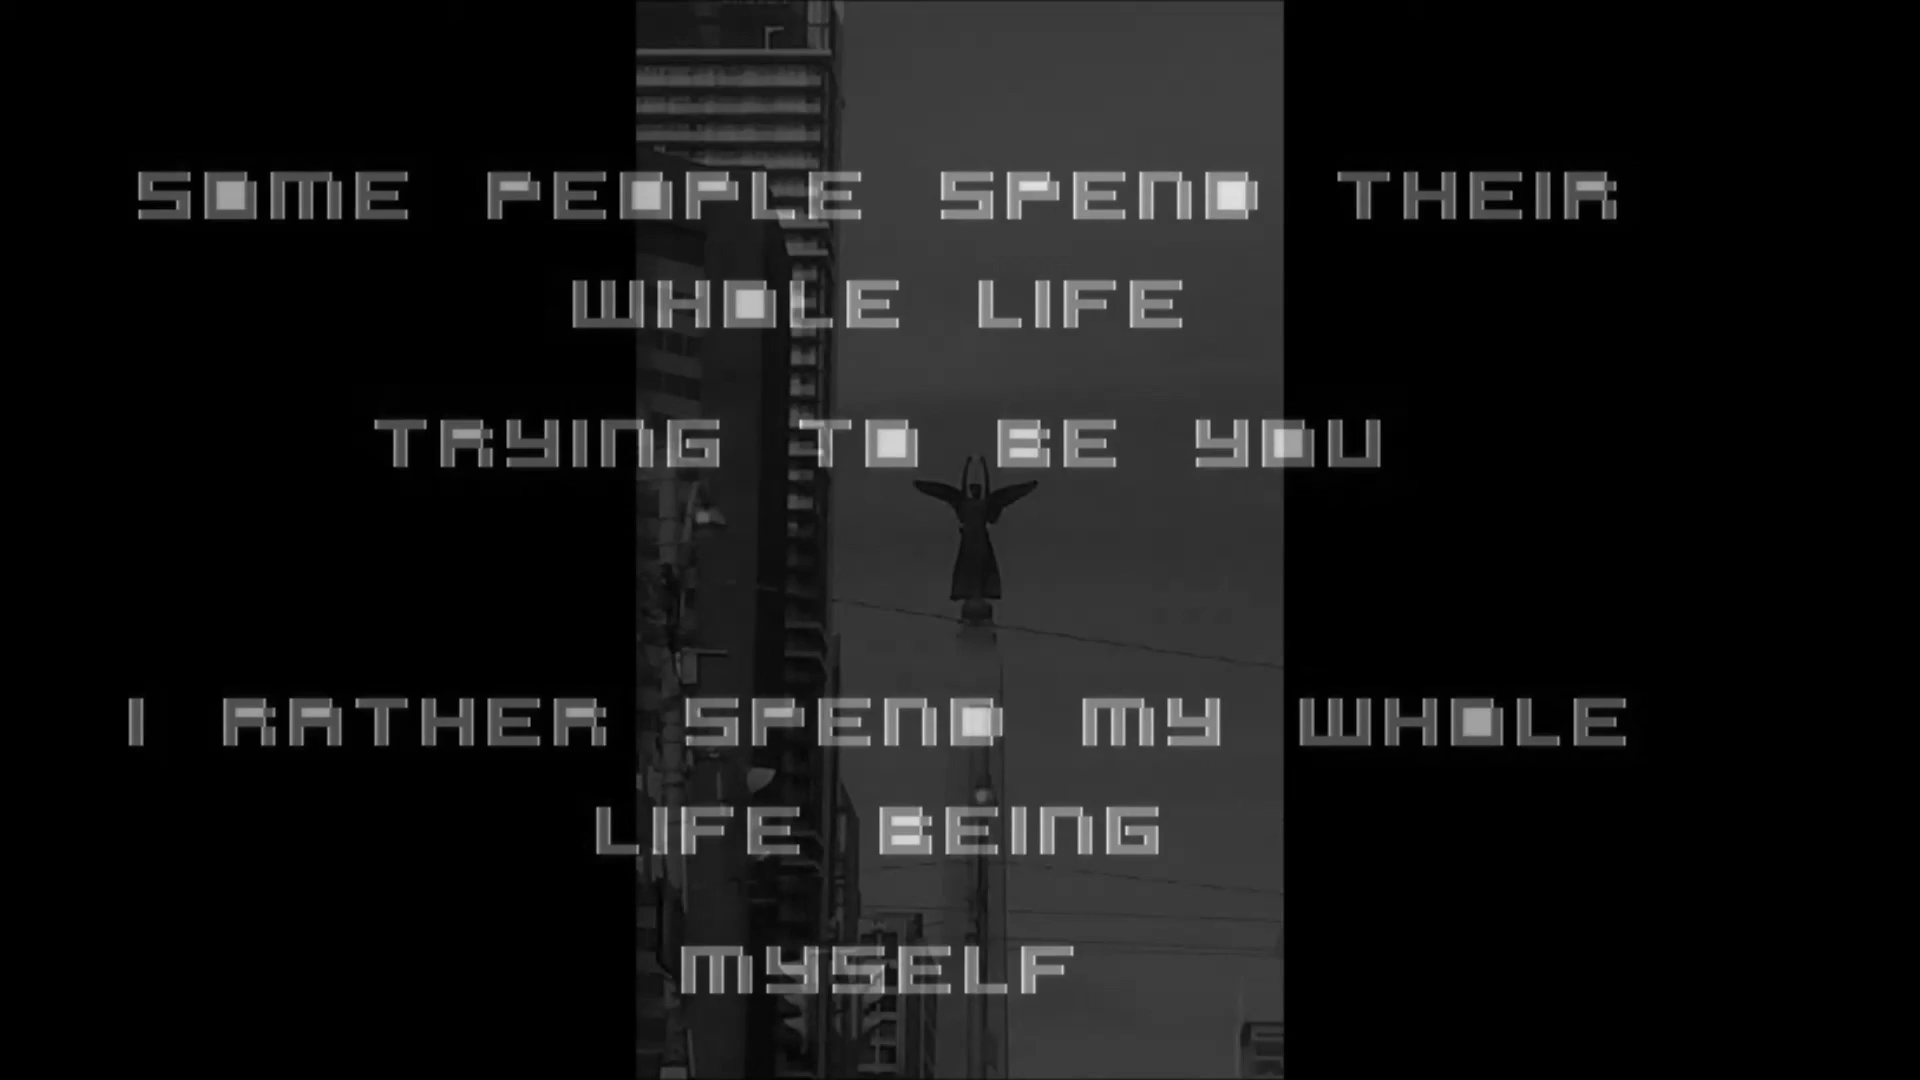 SOME PEOPLE SPEND THEIR
WHOLE LIFE
TRYING TO BE YOU
I RATHER SPEND MY WHOLE
LIFE BEING
MYSELF